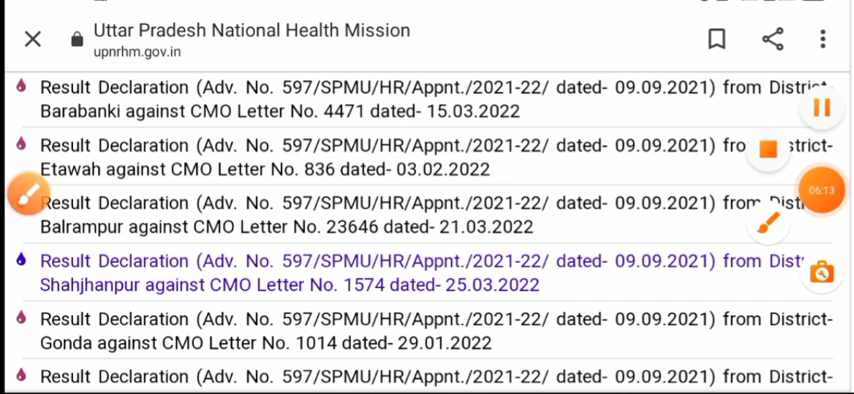 Uttar Pradesh National Health Mission
upnrhm.gov.in
Result Declaration (Adv. No. 597/SPMU/HR/Appnt./2021-22/ dated- 09.09.2021) from District-
Barabanki against CMO Letter No. 4471 dated- 15.03.2022
Result Declaration (Adv. No. 597/SPMU/HR/Appnt./2021-22/ dated- 09.09.2021) fro strict-
Etawah against CMO Letter No. 836 dated- 03.02.2022
06:13
Result Declaration (Adv. No. 597/SPMU/HR/Appnt./2021-22/ dated- 09.09.2021) from Distr
Balrampur against CMO Letter No. 23646 dated- 21.03.2022
Result Declaration (Adv. No. 597/SPMU/HR/Appnt./2021-22/ dated- 09.09.2021) from Distr
Shahjhanpur against CMO Letter No. 1574 dated- 25.03.2022
Result Declaration (Adv. No. 597/SPMU/HR/Appnt./2021-22/ dated- 09.09.2021) from District-
Gonda against CMO Letter No. 1014 dated- 29.01.2022
Result Declaration (Adv. No. 597/SPMU/HR/Appnt./2021-22/ dated- 09.09.2021) from District-